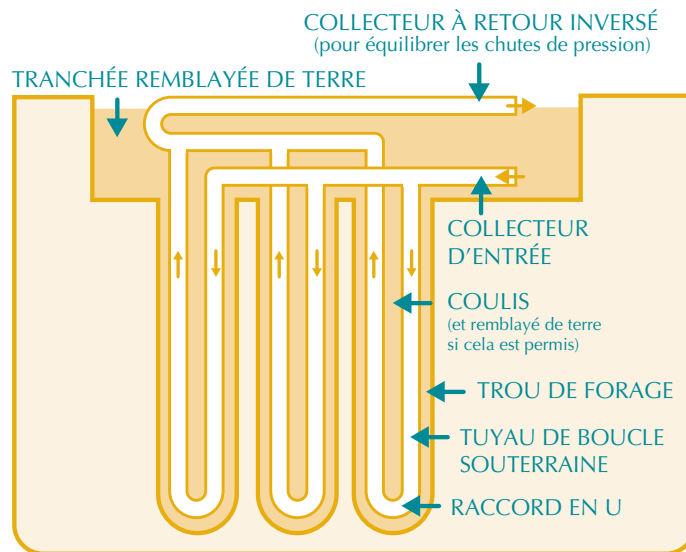 COLLECTEUR À RETOUR INVERSÉ
(pour équilibrer les chutes de pression)
TRANCHÉE REMBLAYÉE DE TERRE
COLLECTEUR
D'ENTRÉE
COULIS
(et remblayé de terre
si cela est permis)
TROU DE FORAGE
TUYAU DE BOUCLE
SOUTERRAINE
RACCORD EN U